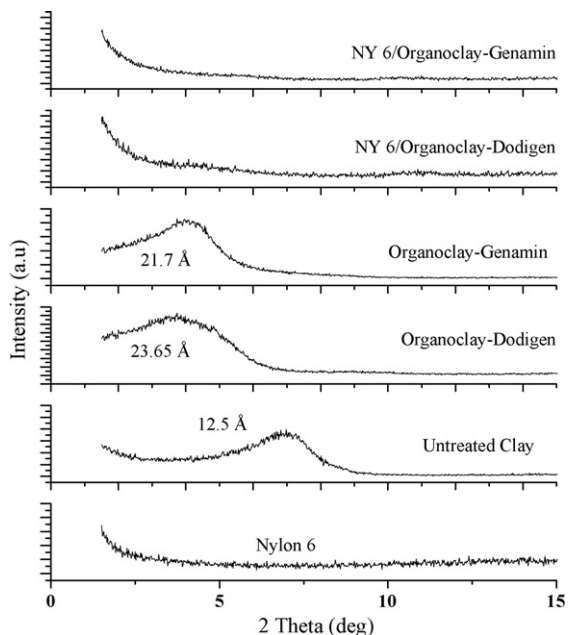 NY 6/Organoclay-Genamin
NY 6/Organoclay-Dodigen
Organoclay-Genamin
21.7 Å
Organoclay-Dodigen
23.65 Å
12.5 Å
Untreated Clay
Nylon 6
Intensity (a.u)
0 5 10 15
2 Theta (deg)